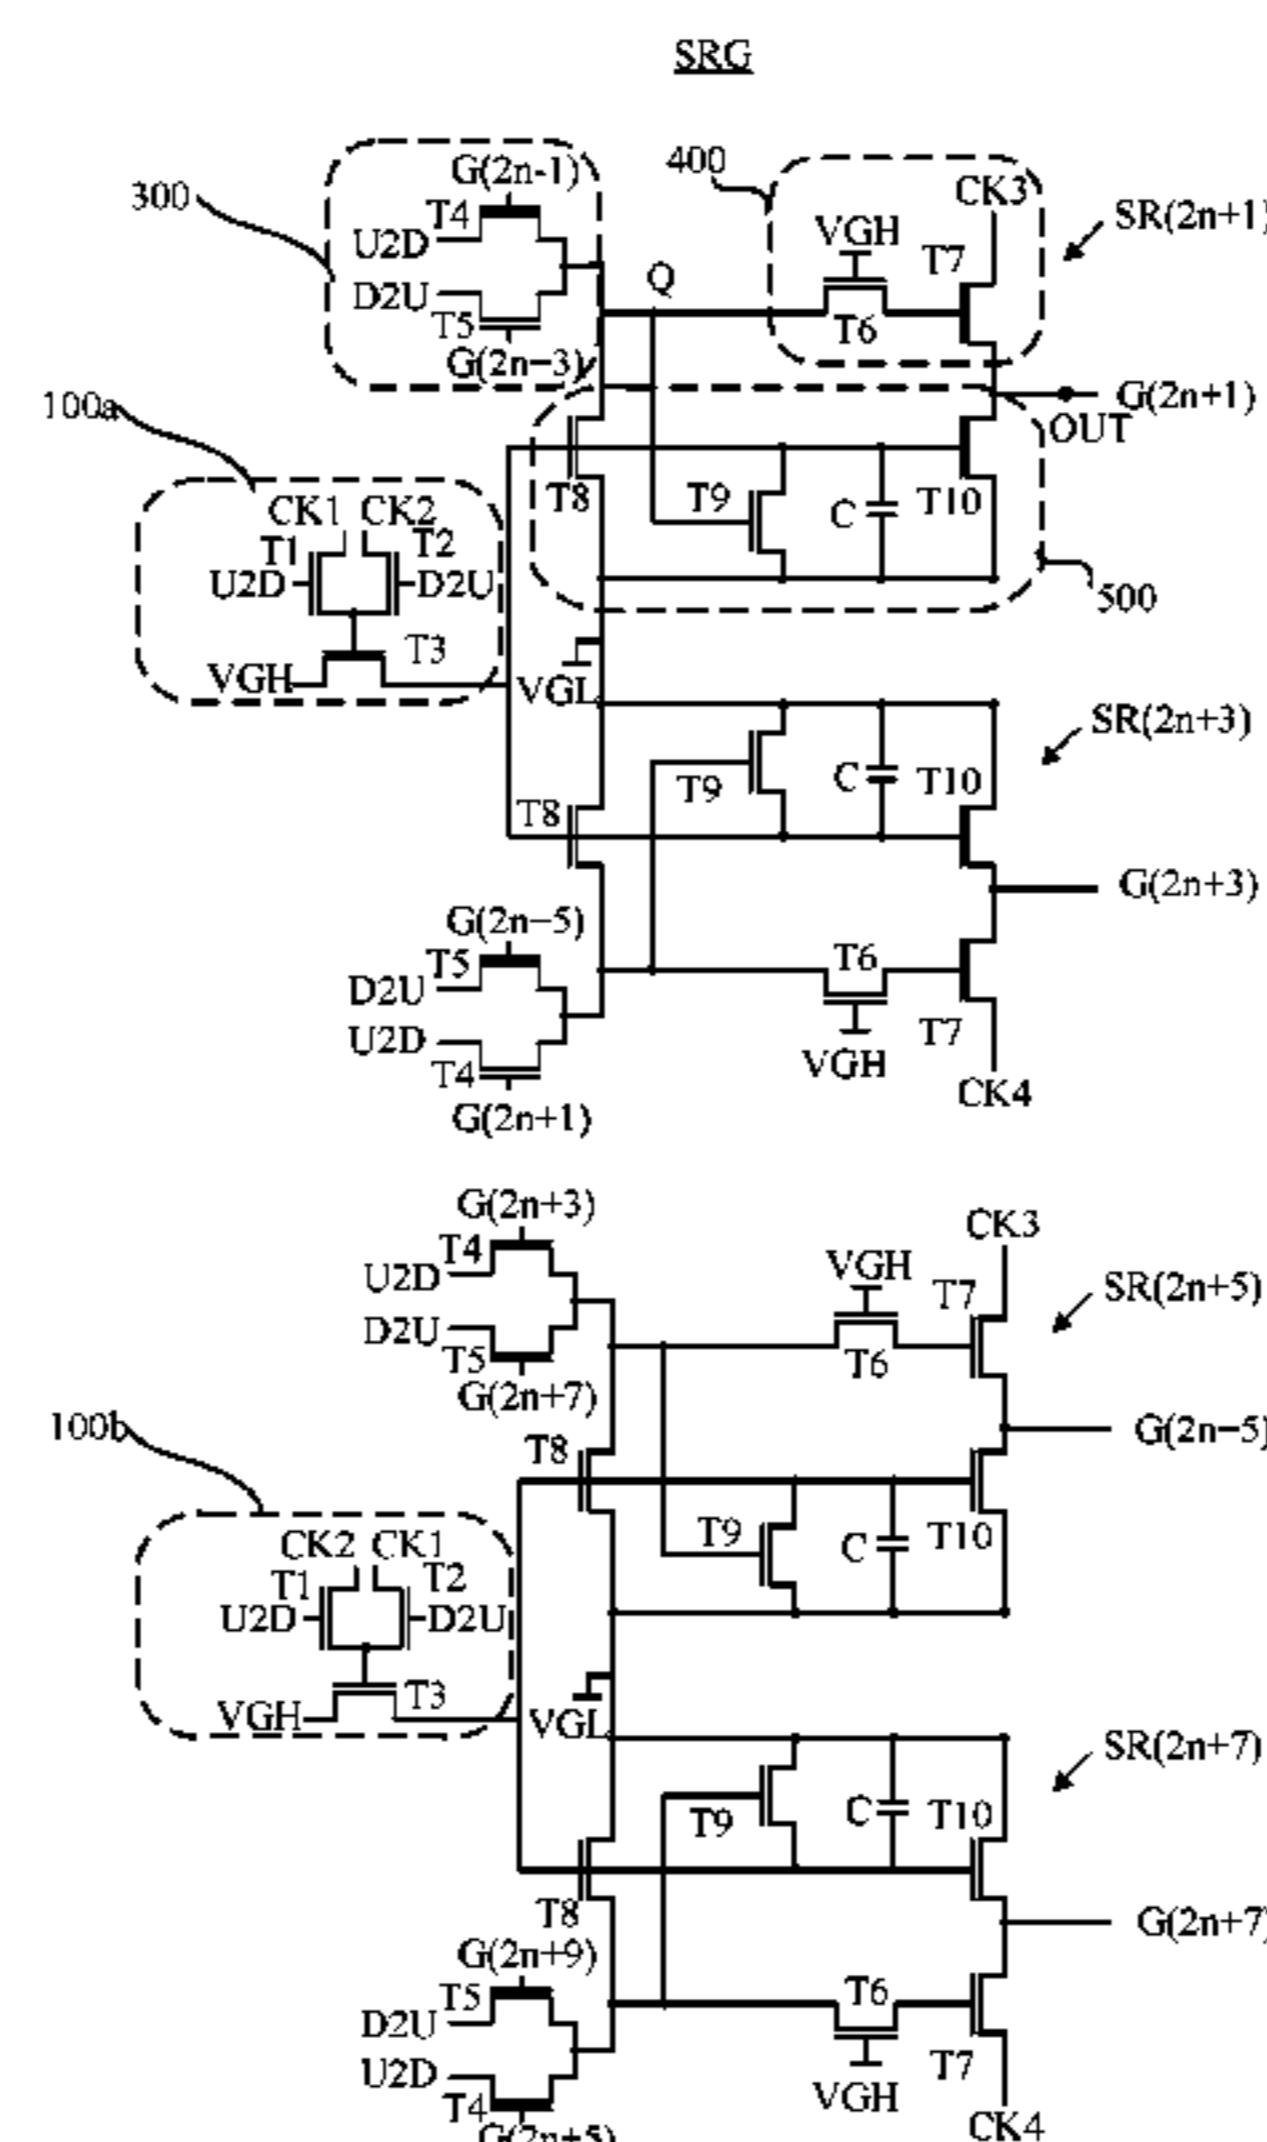 SRG
G(2n-1)
300
T4
U2D
D2U
T5
G(2n−3)
Q
400
CK3
VGH
T7
T6
SR(2n+1)
G(2n+1)
OUT
100a
CK1 CK2
T1 T2
U2D D2U
T3
VGH
T8
T9
C
T10
500
VGL
SR(2n+3)
T9
C
T10
T8
G(2n+3)
G(2n−5)
T5
D2U
U2D
T4
G(2n+1)
T6
VGH
T7
CK4
G(2n+3)
T4
U2D
D2U
T5
G(2n+7)
CK3
VGH
T7
T6
SR(2n+5)
G(2n−5)
100b
CK2 CK1
T1 T2
U2D D2U
T3
VGH
T8
T9
C
T10
VGL
SR(2n+7)
T9
C
T10
T8
G(2n+7)
G(2n+9)
T5
D2U
U2D
T4
G(2n+5)
T6
VGH
T7
CK4